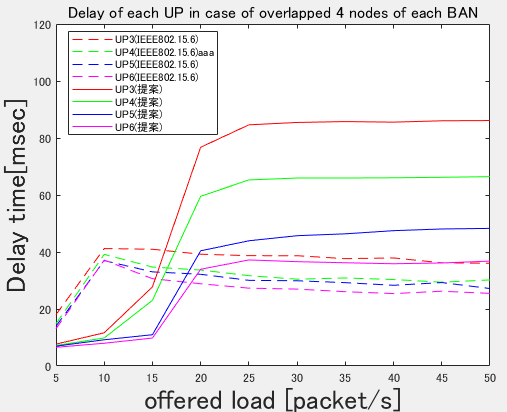 Delay of each UP in case of overlapped 4 nodes of each BAN
UP3(IEEE802.15.6)
UP4(IEEE802.15.6)aaa
UP5(IEEE802.15.6)
UP6(IEEE802.15.6)
UP3(提案)
UP4(提案)
UP5(提案)
UP6(提案)
Delay time[msec]
120
100
80
60
40
20
0
5 10 15 20 25 30 35 40 45 50
offered load [packet/s]